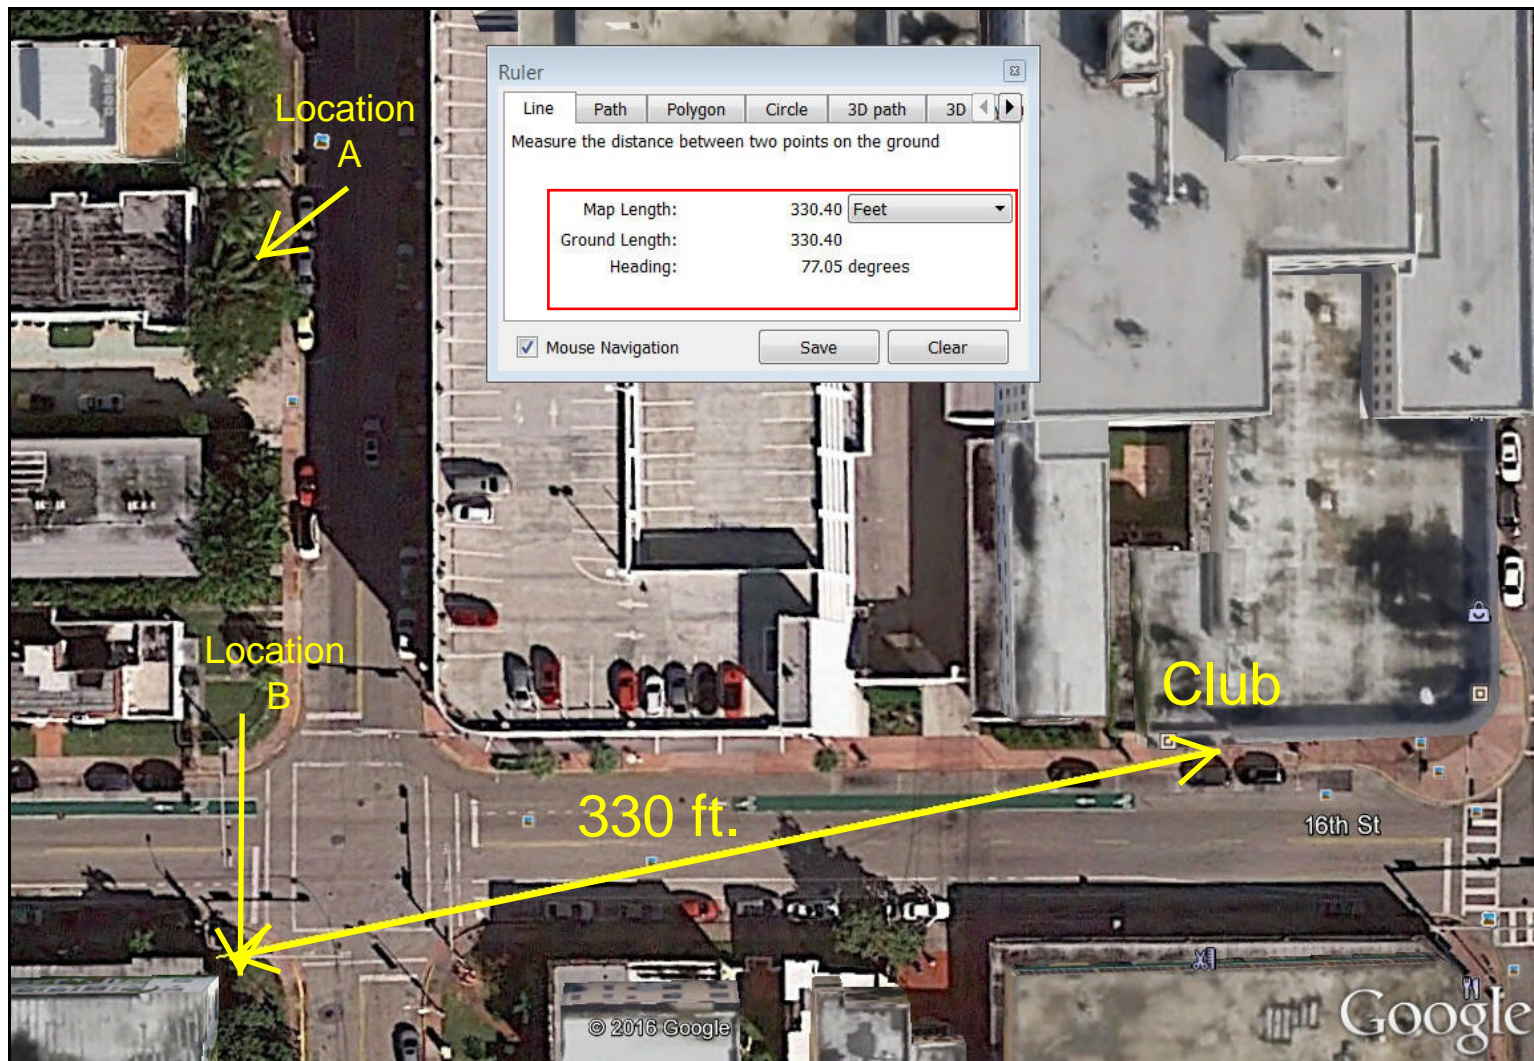 Ruler
Line Path Polygon Circle 3D path 3D
Measure the distance between two points on the ground
Map Length: 330.40 Feet
Ground Length: 330.40
Heading: 77.05 degrees
Mouse Navigation Save Clear
Location
A
Location
B
Club
330 ft.
16th St
© 2016 Google
Google